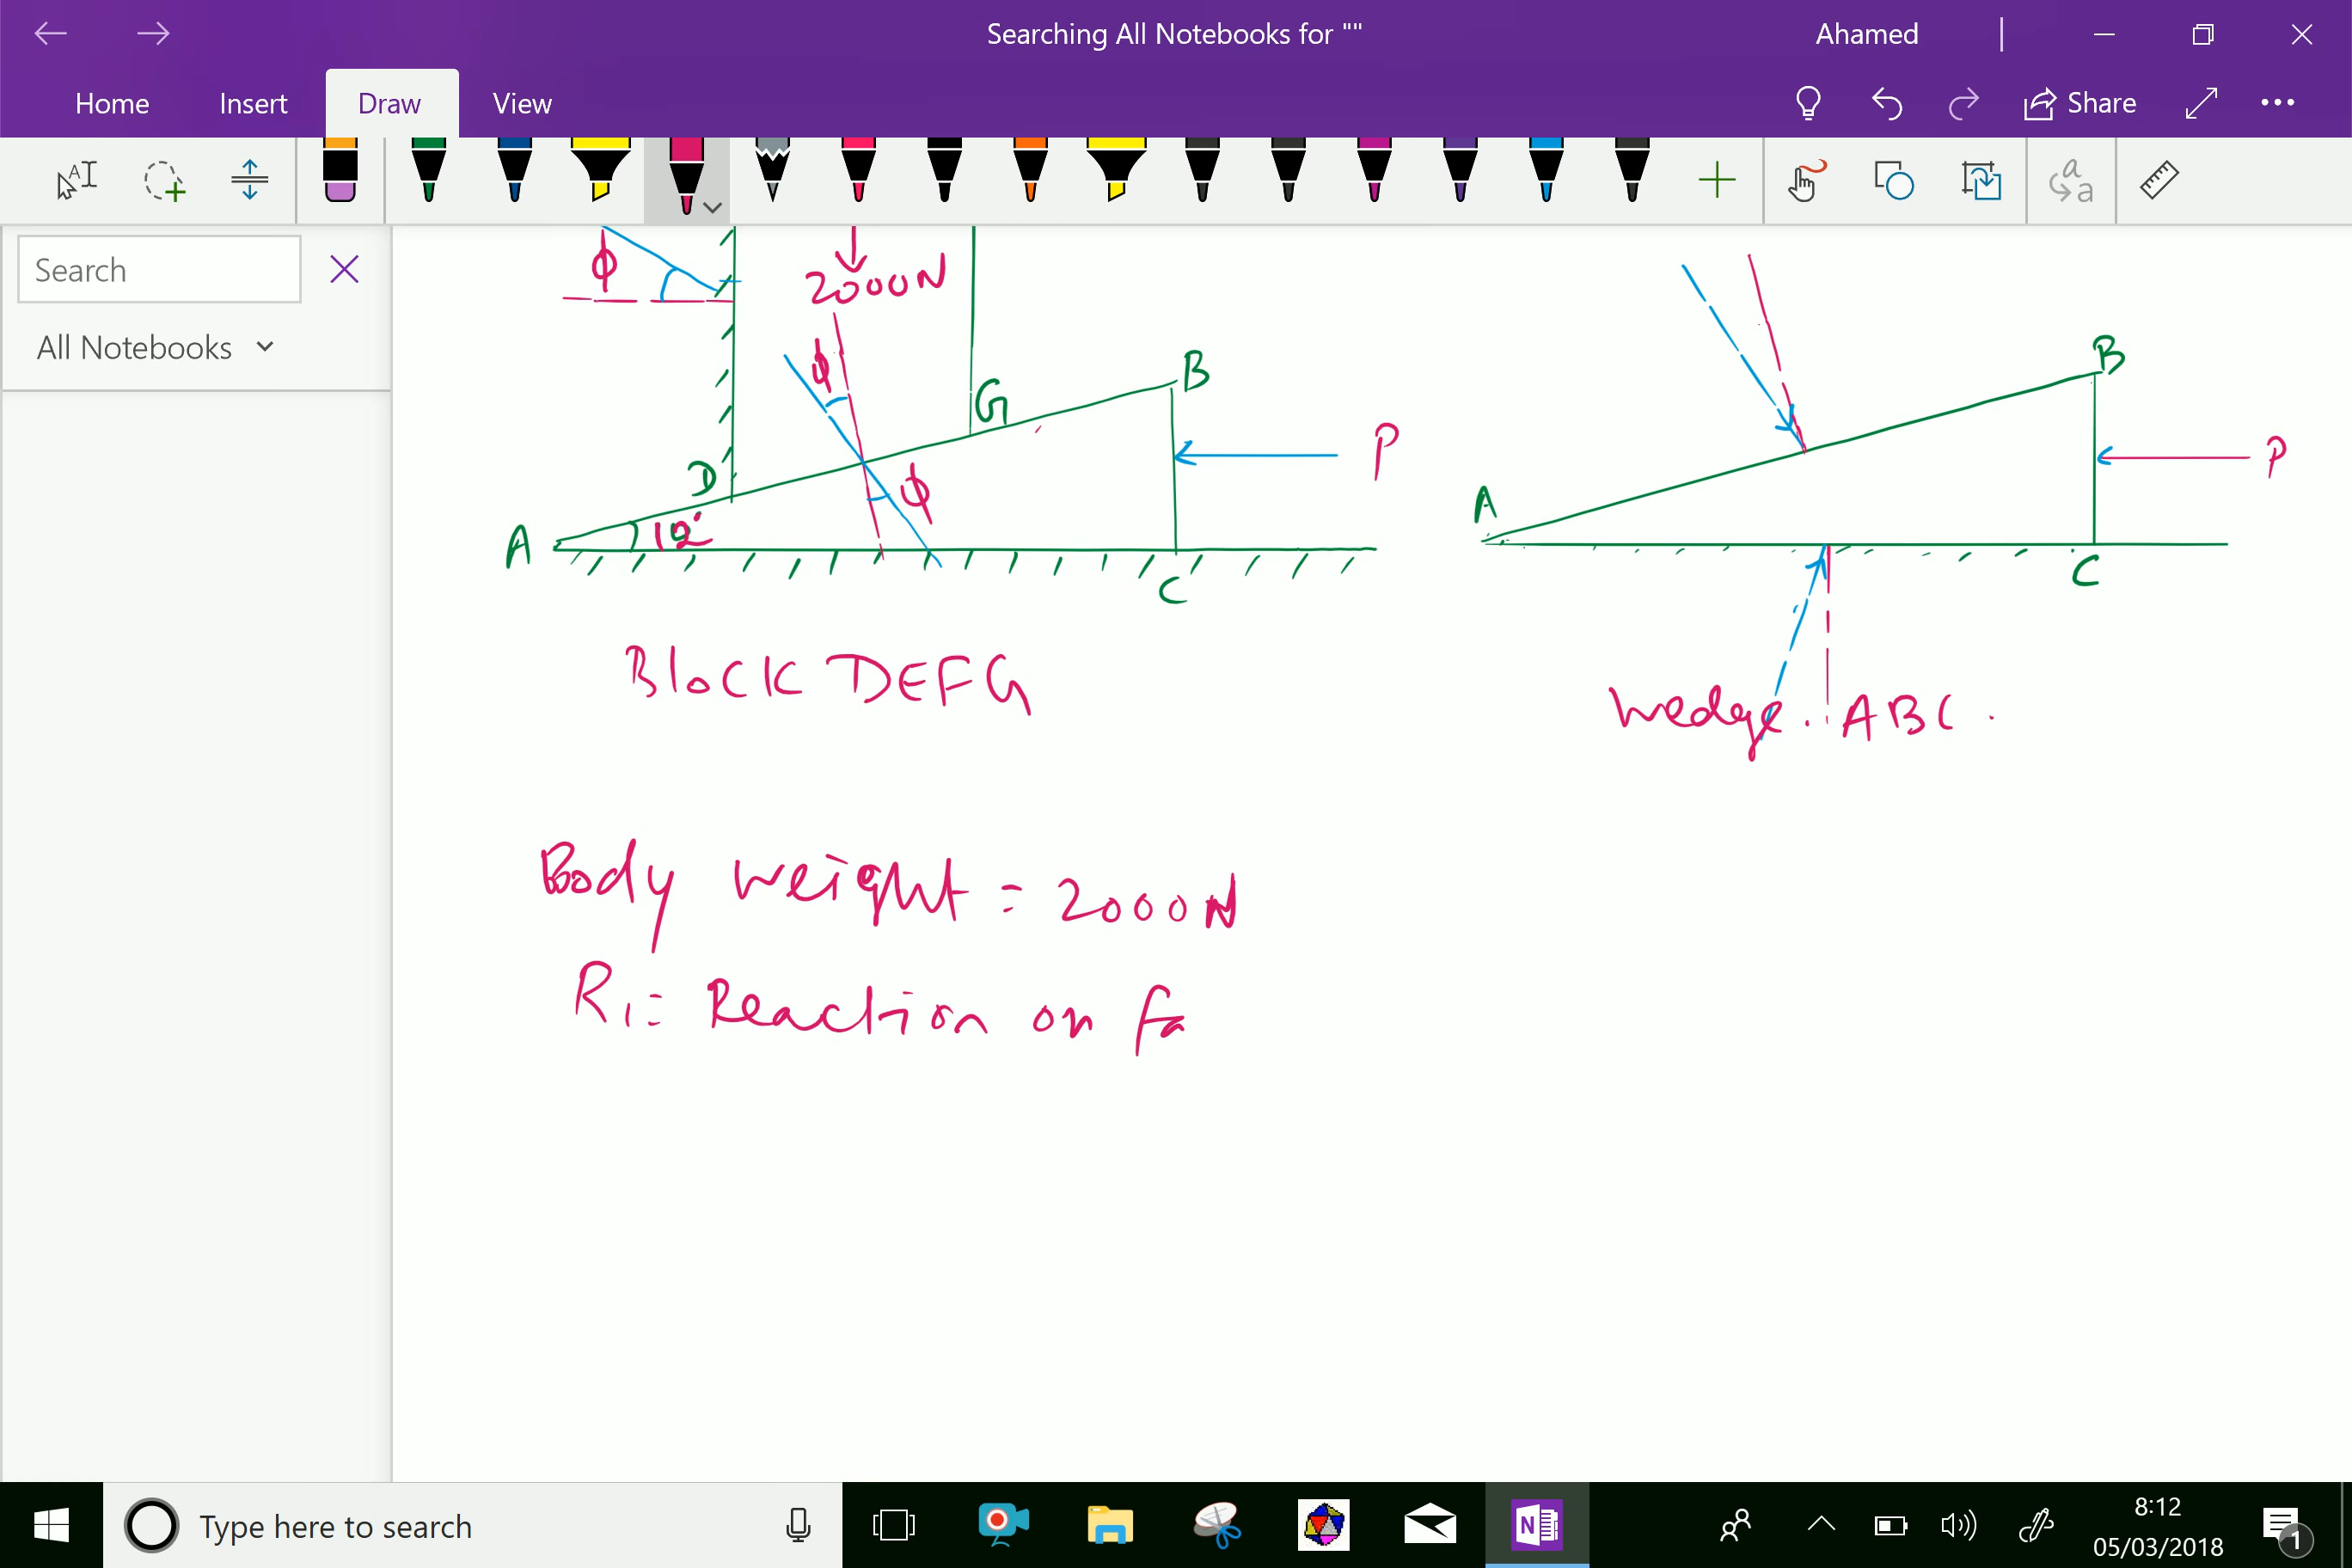 Searching All Notebooks for ""
Ahamed
Home
Insert
Draw
View
Share
Search
All Notebooks
ϕ
2000N
ϕ
B
G
P
D
ϕ
A
12°
C
BLOCK DEFG
B
A
P
C
wedge. ABC.
Body weight = 2000N
R₁ = Reaction on fa
Type here to search
N
8:12
05/03/2018
1